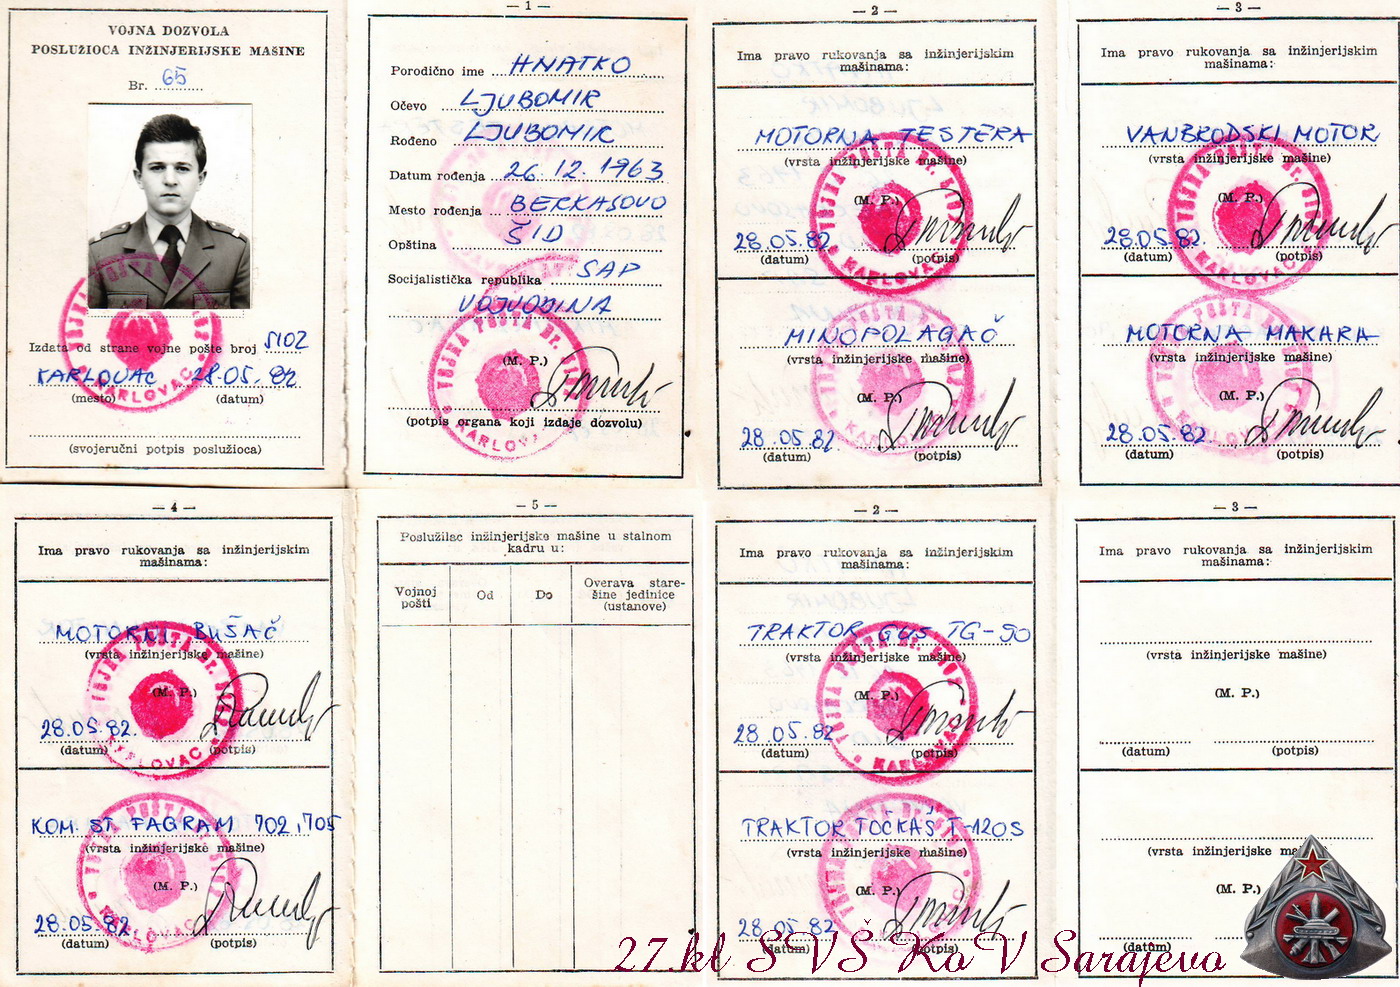 VOJNA DOZVOLA
POSLUŽIOCA INŽINJERIJSKE MAŠINE
Br. 65
Izdata od strane vojne pošte broj 5102
KARLOVAC 28.05.82
(mesto) (datum)
(svojeručni potpis poslužioca)
— 1 —
Porodično ime HNATKO
Očevo LJUBOMIR
Rođeno LJUBOMIR
Datum rođenja 26.12.1963
Mesto rođenja BERKASOVO
Opština ŠID
Socijalistička republika SAP
VOJVODINA
(M. P.)
(potpis organa koji izdaje dozvolu)
VOJNA POŠTA Br.
KARLOVAC
— 2 —
Ima pravo rukovanja sa inžinjerijskim
mašinama:
MOTORNA TESTERA
(vrsta inžinjerijske mašine)
(M. P.)
28.05.82
(datum) (potpis)
MINOPOLAGAČ
(vrsta inžinjerijske mašine)
(M. P.)
28.05.82
(datum) (potpis)
— 3 —
Ima pravo rukovanja sa inžinjerijskim
mašinama:
VANBRODSKI MOTOR
(vrsta inžinjerijske mašine)
(M. P.)
28.05.82
(datum) (potpis)
MOTORNA MAKARA
(vrsta inžinjerijske mašine)
(M. P.)
28.05.82
(datum) (potpis)
— 4 —
Ima pravo rukovanja sa inžinjerijskim
mašinama:
MOTORNI BUŠAČ
(vrsta inžinjerijske mašine)
(M. P.)
28.05.82
(datum) (potpis)
KOM. ST. FAGRAM 702, 705
(vrsta inžinjerijske mašine)
(M. P.)
28.05.82
(datum) (potpis)
— 5 —
Poslužilac inžinjerijske mašine u stalnom
kadru u:
Vojnoj pošti
Od
Do
Overava stare-
šine jedinice
(ustanove)
— 2 —
Ima pravo rukovanja sa inžinjerijskim
mašinama:
TRAKTOR GUS TG-90
(vrsta inžinjerijske mašine)
(M. P.)
28.05.82
(datum) (potpis)
TRAKTOR TOČKAŠ T-120S
(vrsta inžinjerijske mašine)
(M. P.)
28.05.82
(datum) (potpis)
— 3 —
Ima pravo rukovanja sa inžinjerijskim
mašinama:
(vrsta inžinjerijske mašine)
(M. P.)
(datum) (potpis)
(vrsta inžinjerijske
(M. P.)
(datum)
27.kl SVŠ KoV Sarajevo